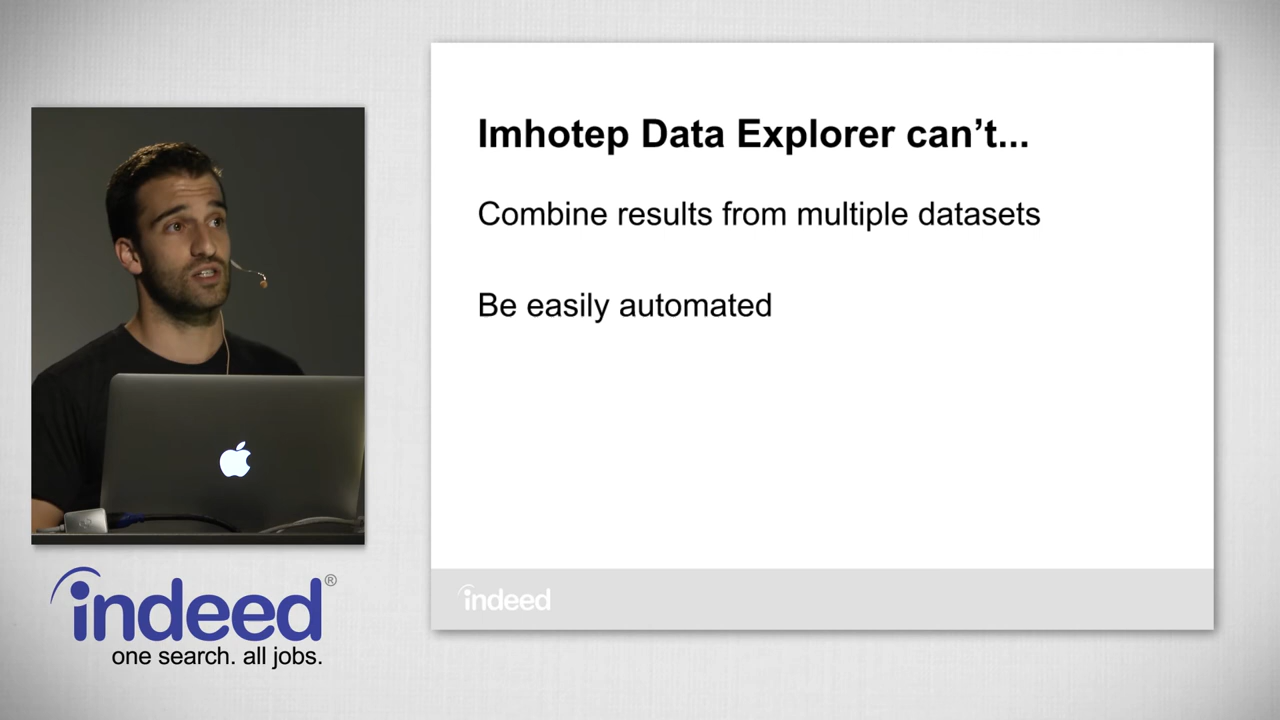 Imhotep Data Explorer can’t...
Combine results from multiple datasets
Be easily automated
indeed
indeed®
one search. all jobs.